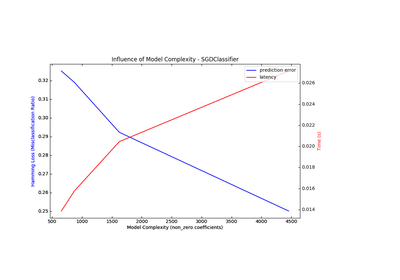 Influence of Model Complexity - SGDClassifier
prediction error
latency
Hamming Loss (Misclassification Ratio)
0.32
0.31
0.30
0.29
0.28
0.27
0.26
0.25
0.026
0.024
0.022
0.020
0.018
0.016
0.014
Time (s)
500 1000 1500 2000 2500 3000 3500 4000 4500
Model Complexity (non_zero coefficients)